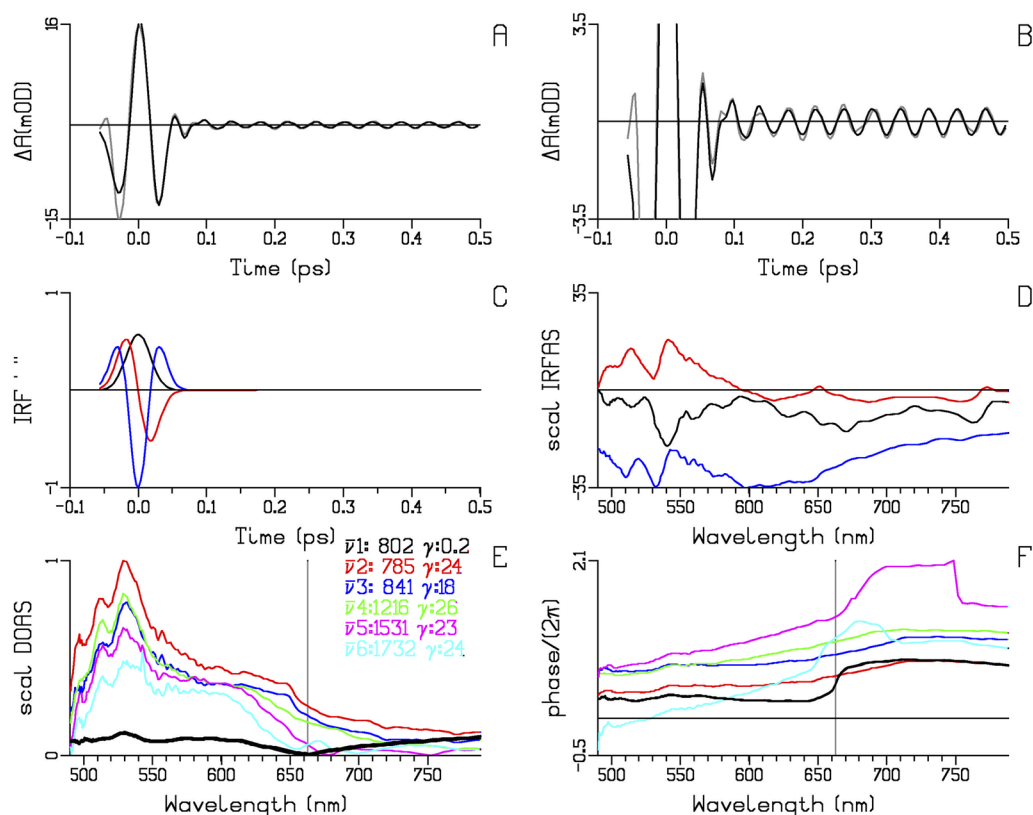 A
16
ΔA(mOD)
-15
-0.1 0.0 0.1 0.2 0.3 0.4 0.5
Time (ps)
B
3.5
ΔA(mOD)
-3.5
-0.1 0.0 0.1 0.2 0.3 0.4 0.5
Time (ps)
C
1
IRF ' ''
-1
-0.1 0.0 0.1 0.2 0.3 0.4 0.5
Time (ps)
D
35
scal IRFAS
-35
500 550 600 650 700 750
Wavelength (nm)
E
1
scal DOAS
0
ν̄1: 802 γ:0.2
ν̄2: 785 γ:24
ν̄3: 841 γ:18
ν̄4:1216 γ:26
ν̄5:1531 γ:23
ν̄6:1732 γ:24
500 550 600 650 700 750
Wavelength (nm)
F
phase/(2π)
-0.5
500 550 600 650 700 750
Wavelength (nm)